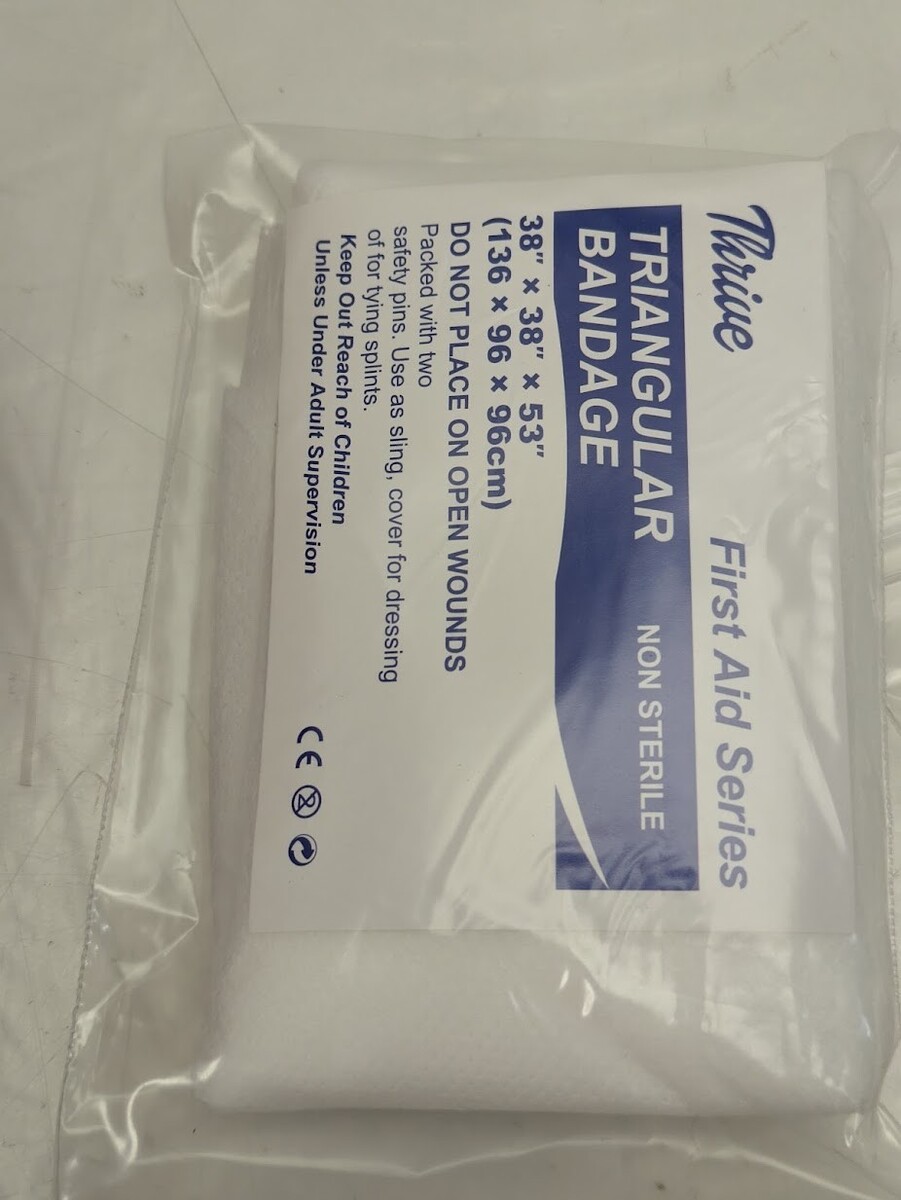 Thrive
First Aid Series
TRIANGULAR
BANDAGE
NON STERILE
38" × 38" × 53"
(136 × 96 × 96cm)
DO NOT PLACE ON OPEN WOUNDS
Packed with two
safety pins. Use as sling, cover for dressing
of for tying splints.
Keep Out Reach of Children
Unless Under Adult Supervision
CE
2